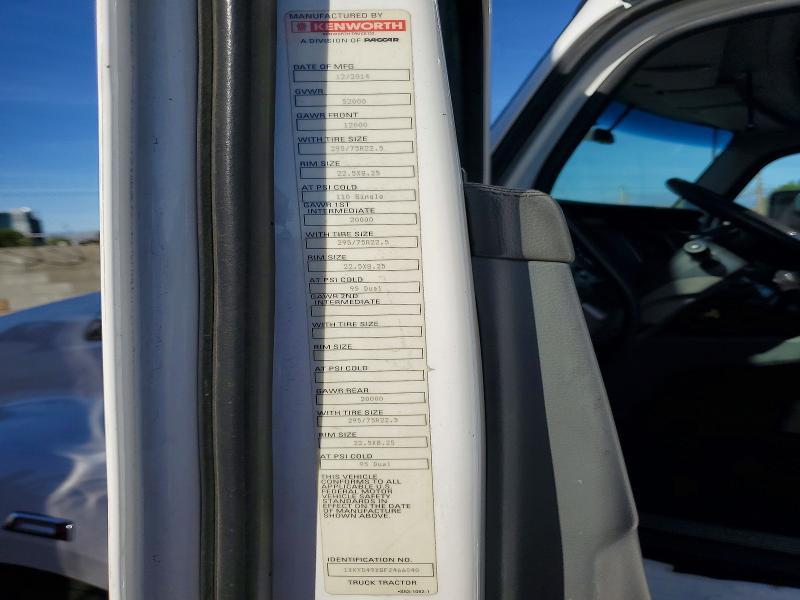 MANUFACTURED BY
KENWORTH
KENWORTH TRUCK CO.
A DIVISION OF PACCAR
DATE OF MFG
12/2014
GVWR
52000
GAWR FRONT
12000
WITH TIRE SIZE
295/75R22.5
RIM SIZE
22.5X8.25
AT PSI COLD
110 Single
GAWR 1ST
INTERMEDIATE
20000
WITH TIRE SIZE
295/75R22.5
RIM SIZE
22.5X8.25
AT PSI COLD
95 Dual
GAWR 2ND
INTERMEDIATE
WITH TIRE SIZE
RIM SIZE
AT PSI COLD
GAWR REAR
20000
WITH TIRE SIZE
295/75R22.5
RIM SIZE
22.5X8.25
AT PSI COLD
95 Dual
THIS VEHICLE
CONFORMS TO ALL
APPLICABLE U.S.
FEDERAL MOTOR
VEHICLE SAFETY
STANDARDS IN
EFFECT ON THE DATE
OF MANUFACTURE
SHOWN ABOVE.
IDENTIFICATION NO.
TRUCK TRACTOR